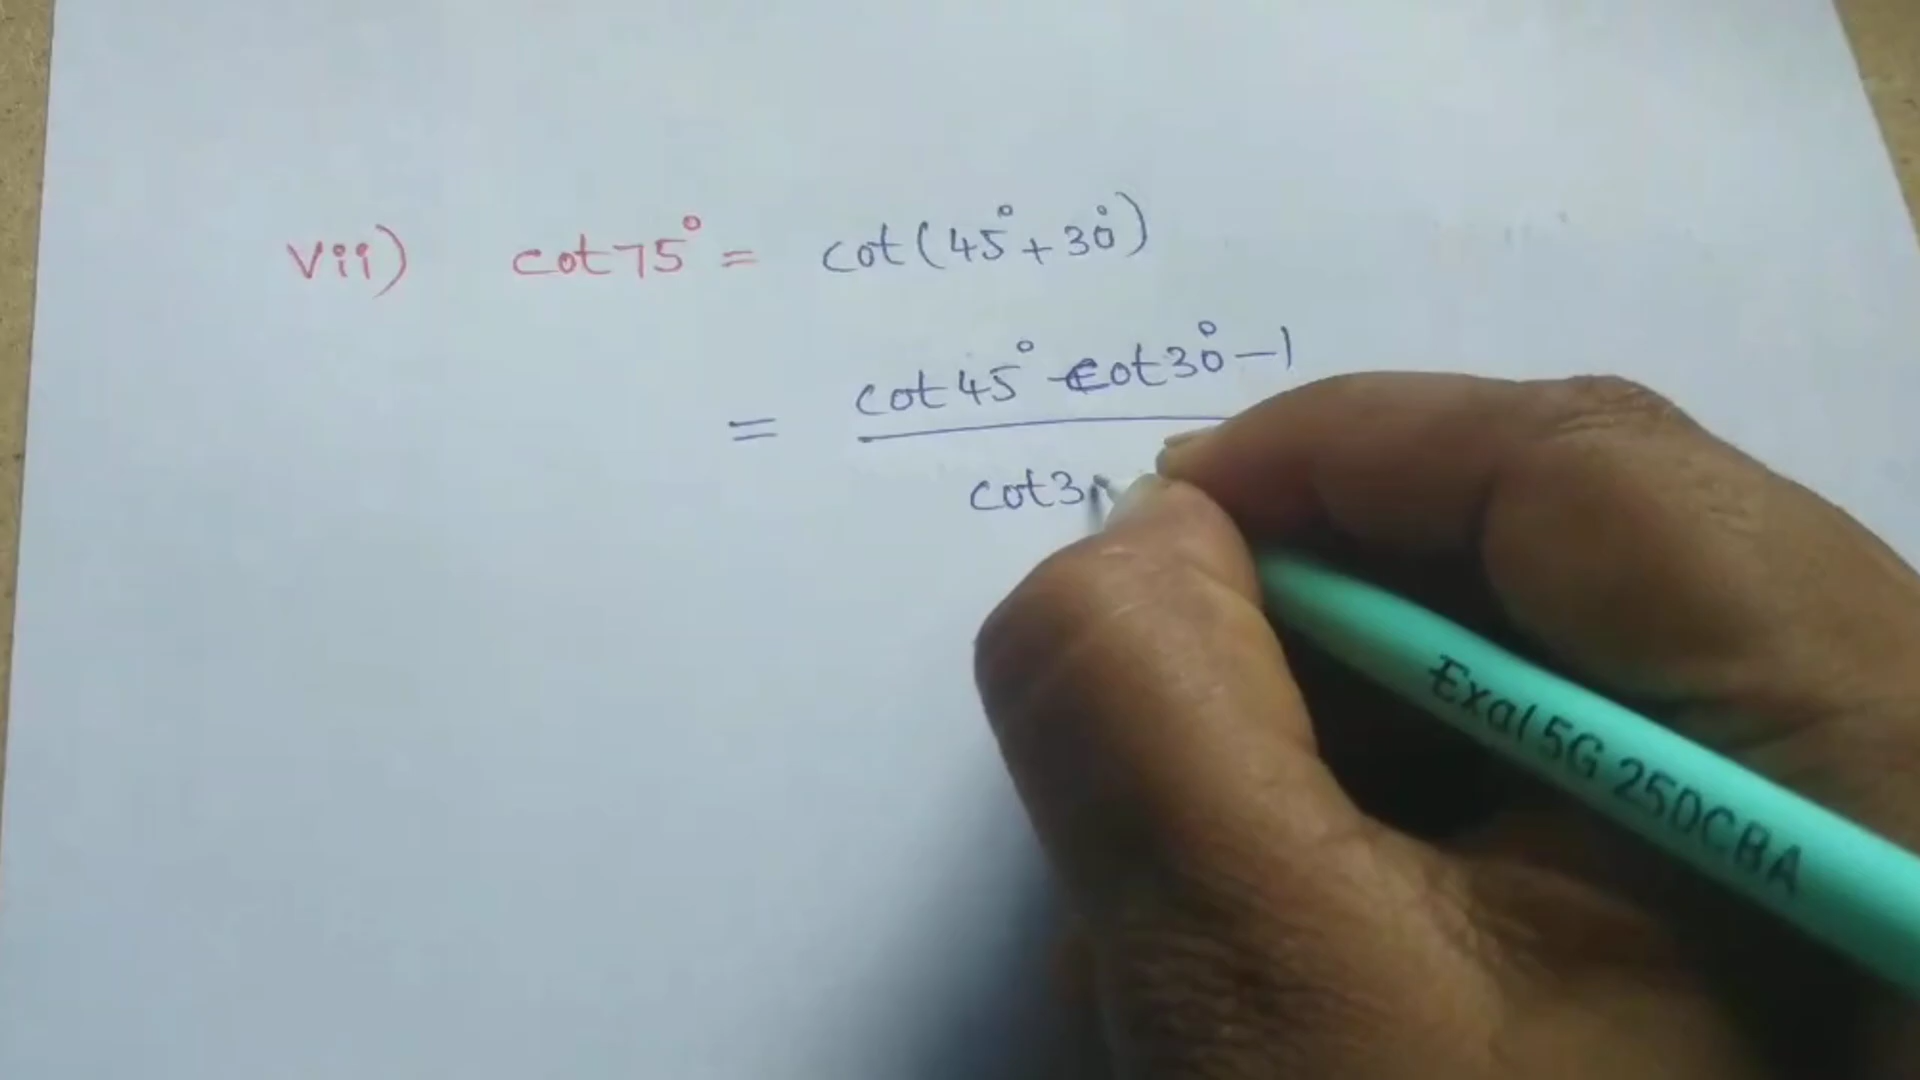 vii) cot75° = cot(45°+30°)
= cot45° cot30°-1
cot3
Exal 5G 250CBA